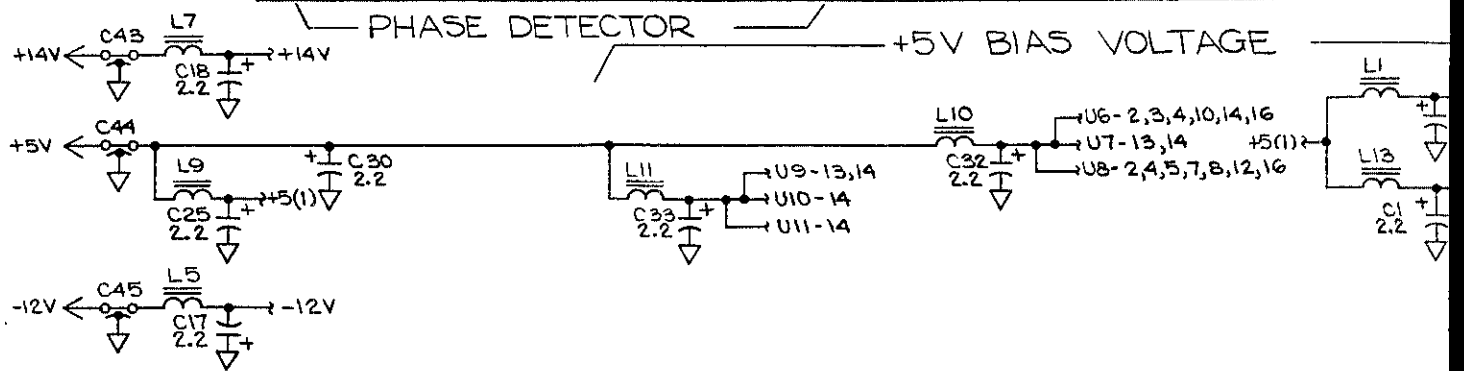 PHASE DETECTOR
+5V BIAS VOLTAGE
+14V
C43
L7
+14V
C18
2.2
+
+5V
C44
L9
C25
2.2
+
+5(1)
+
C30
2.2
L11
C33
2.2
+
U9-13,14
U10-14
U11-14
L10
C32
2.2
+
U6-2,3,4,10,14,16
U7-13,14
U8-2,4,5,7,8,12,16
+5(1)
L1
+
L13
+
C1
2.2
-12V
C45
L5
-12V
C17
2.2
+